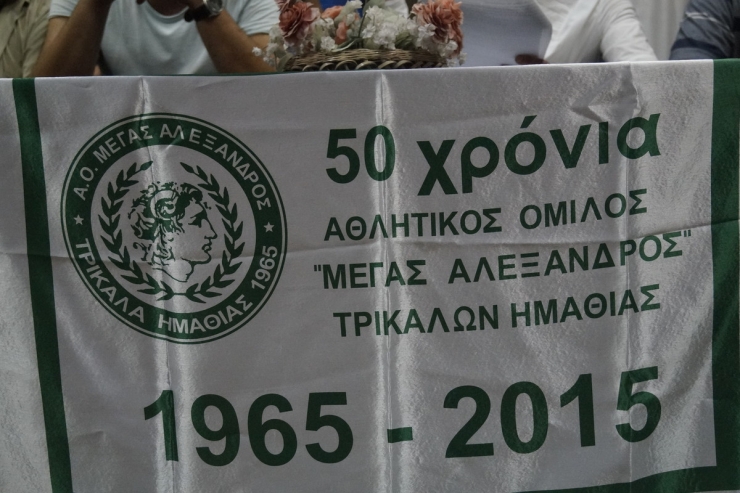 Α.Ο. ΜΕΓΑΣ ΑΛΕΞΑΝΔΡΟΣ
ΤΡΙΚΑΛΑ ΗΜΑΘΙΑΣ 1965
50 χρόνια
ΑΘΛΗΤΙΚΟΣ ΟΜΙΛΟΣ
"ΜΕΓΑΣ ΑΛΕΞΑΝΔΡΟΣ"
ΤΡΙΚΑΛΩΝ ΗΜΑΘΙΑΣ
1965 - 2015